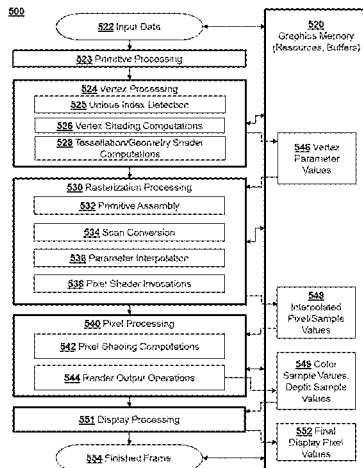 500
522 Input Data
520
Graphics Memory
(Resources, Buffers)
523 Primitive Processing
524 Vertex Processing
525 Unique Index Detection
526 Vertex Shading Computations
528 Tessellation/Geometry Shader
Computations
546 Vertex
Parameter
Values
530 Rasterization Processing
532 Primitive Assembly
534 Scan Conversion
536 Parameter Interpolation
538 Pixel Shader Invocations
548
Interpolated
Pixel/Sample
Values
540 Pixel Processing
542 Pixel Shading Computations
544 Render Output Operations
549 Color
Sample Values,
Depth Sample
Values
551 Display Processing
552 Final
Display Pixel
Values
554 Finished Frame